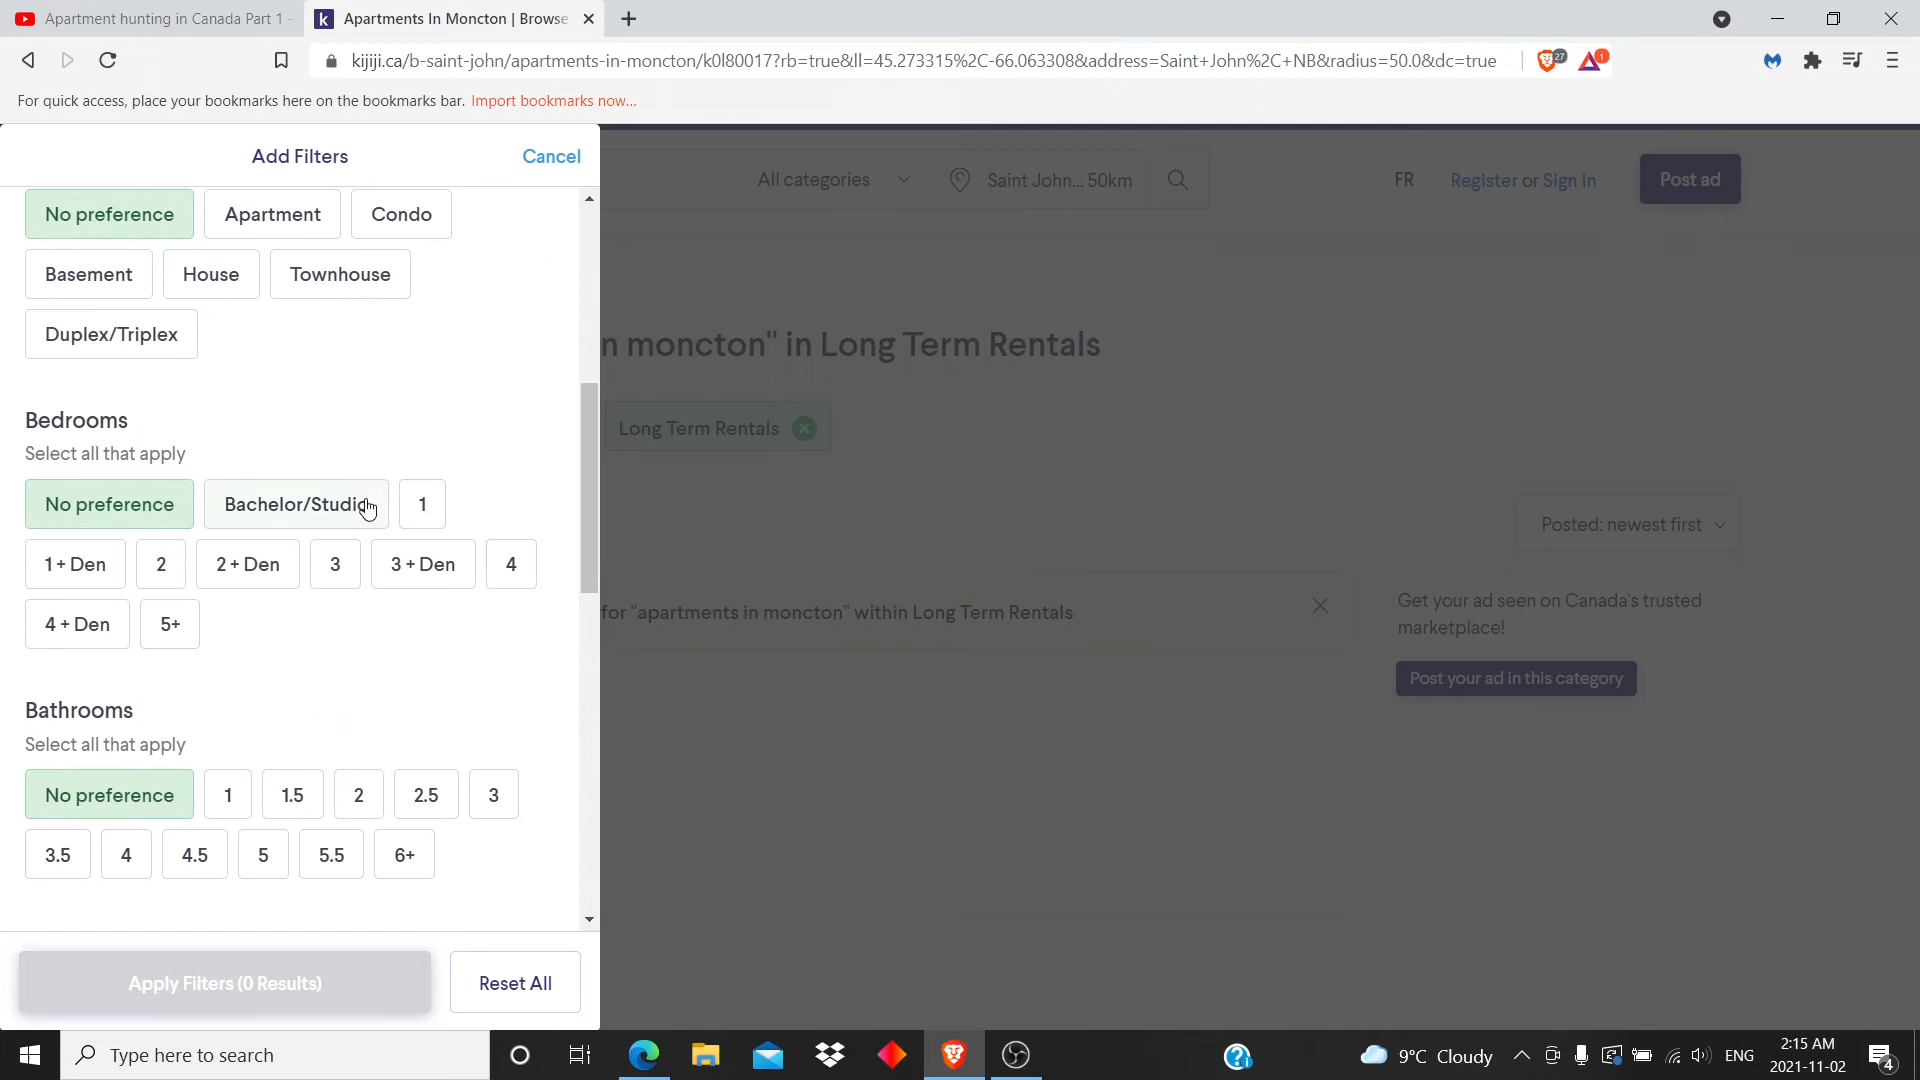 Apartment hunting in Canada Part 1 -
Apartments In Moncton | Browse
kijiji.ca/b-saint-john/apartments-in-moncton/k0l80017?rb=true&ll=45.273315%2C-66.063308&address=Saint+John%2C+NB&radius=50.0&dc=true
27
1
For quick access, place your bookmarks here on the bookmarks bar. Import bookmarks now...
Add Filters
Cancel
All categories
Saint John... 50km
FR
Register or Sign In
Post ad
No preference
Apartment
Condo
Basement
House
Townhouse
Duplex/Triplex
n moncton" in Long Term Rentals
Long Term Rentals
Bedrooms
Select all that apply
No preference
Bachelor/Studio
1
1 + Den
2
2 + Den
3
3 + Den
4
4 + Den
5+
Posted: newest first
for "apartments in moncton" within Long Term Rentals
Get your ad seen on Canada's trusted
marketplace!
Post your ad in this category
Bathrooms
Select all that apply
No preference
1
1.5
2
2.5
3
3.5
4
4.5
5
5.5
6+
Apply Filters (0 Results)
Reset All
Type here to search
9°C Cloudy
ENG
2:15 AM
2021-11-02
4